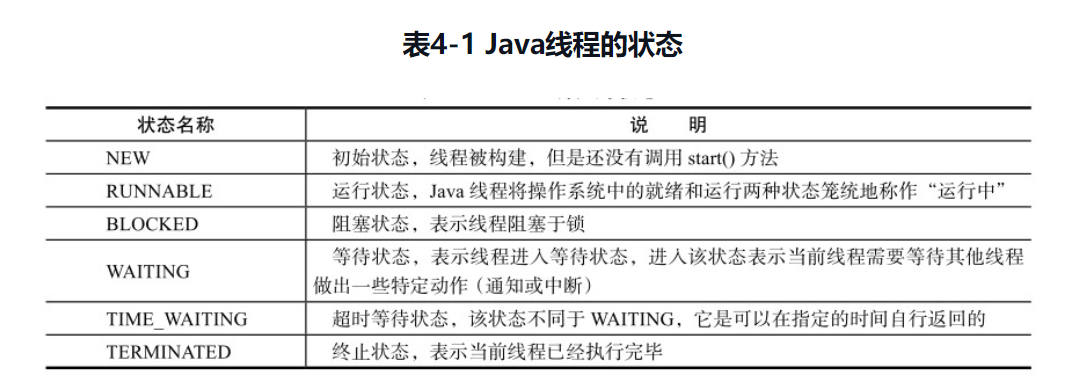 表4-1 Java线程的状态
状态名称 说 明
NEW 初始状态，线程被构建，但是还没有调用 start() 方法
RUNNABLE 运行状态，Java 线程将操作系统中的就绪和运行两种状态笼统地称作“运行中”
BLOCKED 阻塞状态，表示线程阻塞于锁
WAITING 等待状态，表示线程进入等待状态，进入该状态表示当前线程需要等待其他线程
做出一些特定动作（通知或中断）
TIME_WAITING 超时等待状态，该状态不同于 WAITING，它是可以在指定的时间自行返回的
TERMINATED 终止状态，表示当前线程已经执行完毕